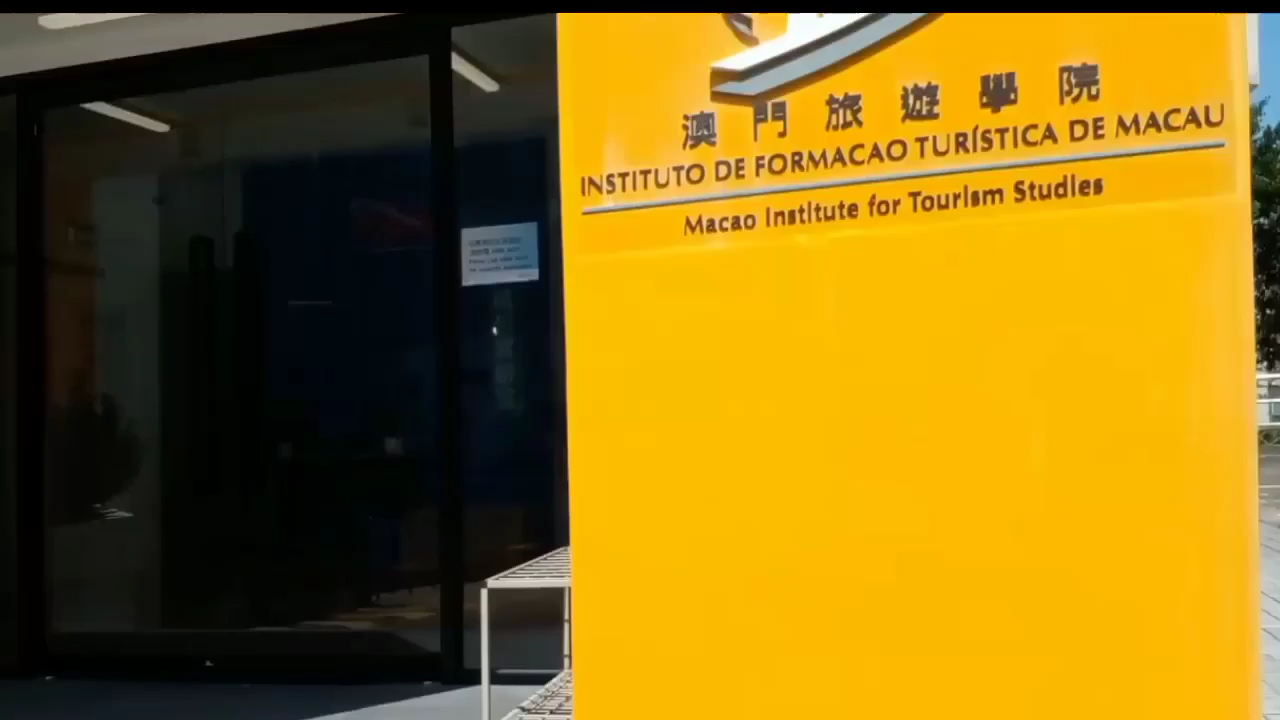 澳門旅遊學院
INSTITUTO DE FORMACAO TURÍSTICA DE MACAU
Macao Institute for Tourism Studies